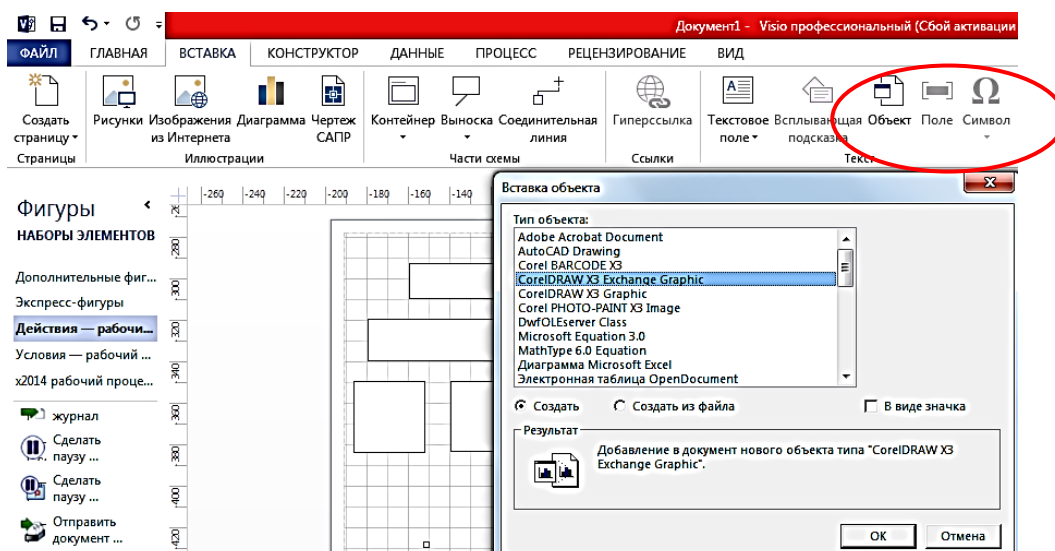 Документ1 - Visio профессиональный (Сбой активации
ФАЙЛ ГЛАВНАЯ ВСТАВКА КОНСТРУКТОР ДАННЫЕ ПРОЦЕСС РЕЦЕНЗИРОВАНИЕ ВИД
Создать Рисунки Изображения Диаграмма Чертеж Контейнер Выноска Соединительная Гиперссылка Текстовое Всплывающая Объект Поле Символ
страницу из Интернета САПР линия поле подсказка
Страницы Иллюстрации Части схемы Ссылки Текст
Фигуры
НАБОРЫ ЭЛЕМЕНТОВ
Дополнительные фиг...
Экспресс-фигуры
Действия — рабочи...
Условия — рабочий ...
x2014 рабочий проце...
журнал
Сделать
паузу ...
Сделать
паузу ...
Отправить
документ ...
-260 -240 -220 -200 -180 -160 -140
280
300
320
340
360
380
400
420
Вставка объекта
Тип объекта:
Adobe Acrobat Document
AutoCAD Drawing
Corel BARCODE X3
CorelDRAW X3 Exchange Graphic
CorelDRAW X3 Graphic
Corel PHOTO-PAINT X3 Image
DwfOLEserver Class
Microsoft Equation 3.0
MathType 6.0 Equation
Диаграмма Microsoft Excel
Электронная таблица OpenDocument
Создать Создать из файла В виде значка
Результат
Добавление в документ нового объекта типа "CorelDRAW X3
Exchange Graphic".
ОК Отмена